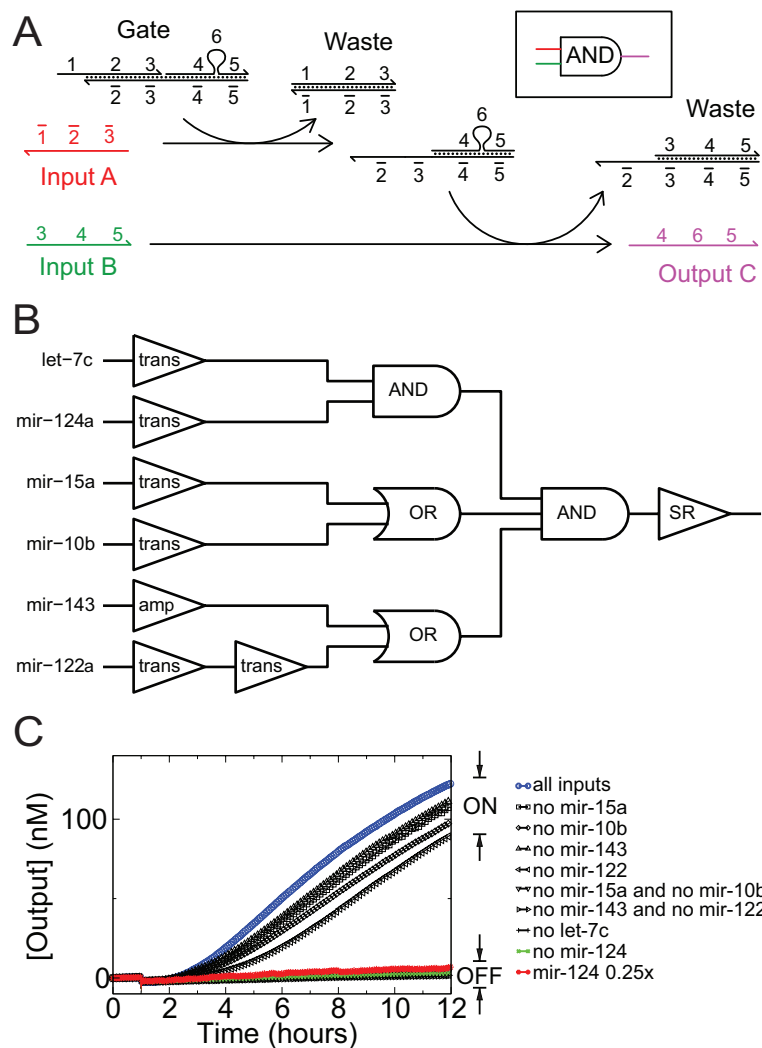 A
Gate
1 2 3 4 6 5
2̄ 3̄ 4̄ 5̄
Waste
1 2 3
1̄ 2̄ 3̄
AND
1̄ 2̄ 3̄
Input A
6
4 5
2̄ 3̄ 4̄ 5̄
Waste
3 4 5
2̄ 3̄ 4̄ 5̄
3 4 5
Input B
4 6 5
Output C
B
let-7c
trans
AND
mir-124a
trans
mir-15a
trans
OR
AND
SR
mir-10b
trans
mir-143
amp
OR
mir-122a
trans
trans
C
[Output] (nM)
100
0
0 2 4 6 8 10 12
Time (hours)
ON
OFF
all inputs
no mir-15a
no mir-10b
no mir-143
no mir-122
no mir-15a and no mir-10b
no mir-143 and no mir-122
no let-7c
no mir-124
mir-124 0.25x